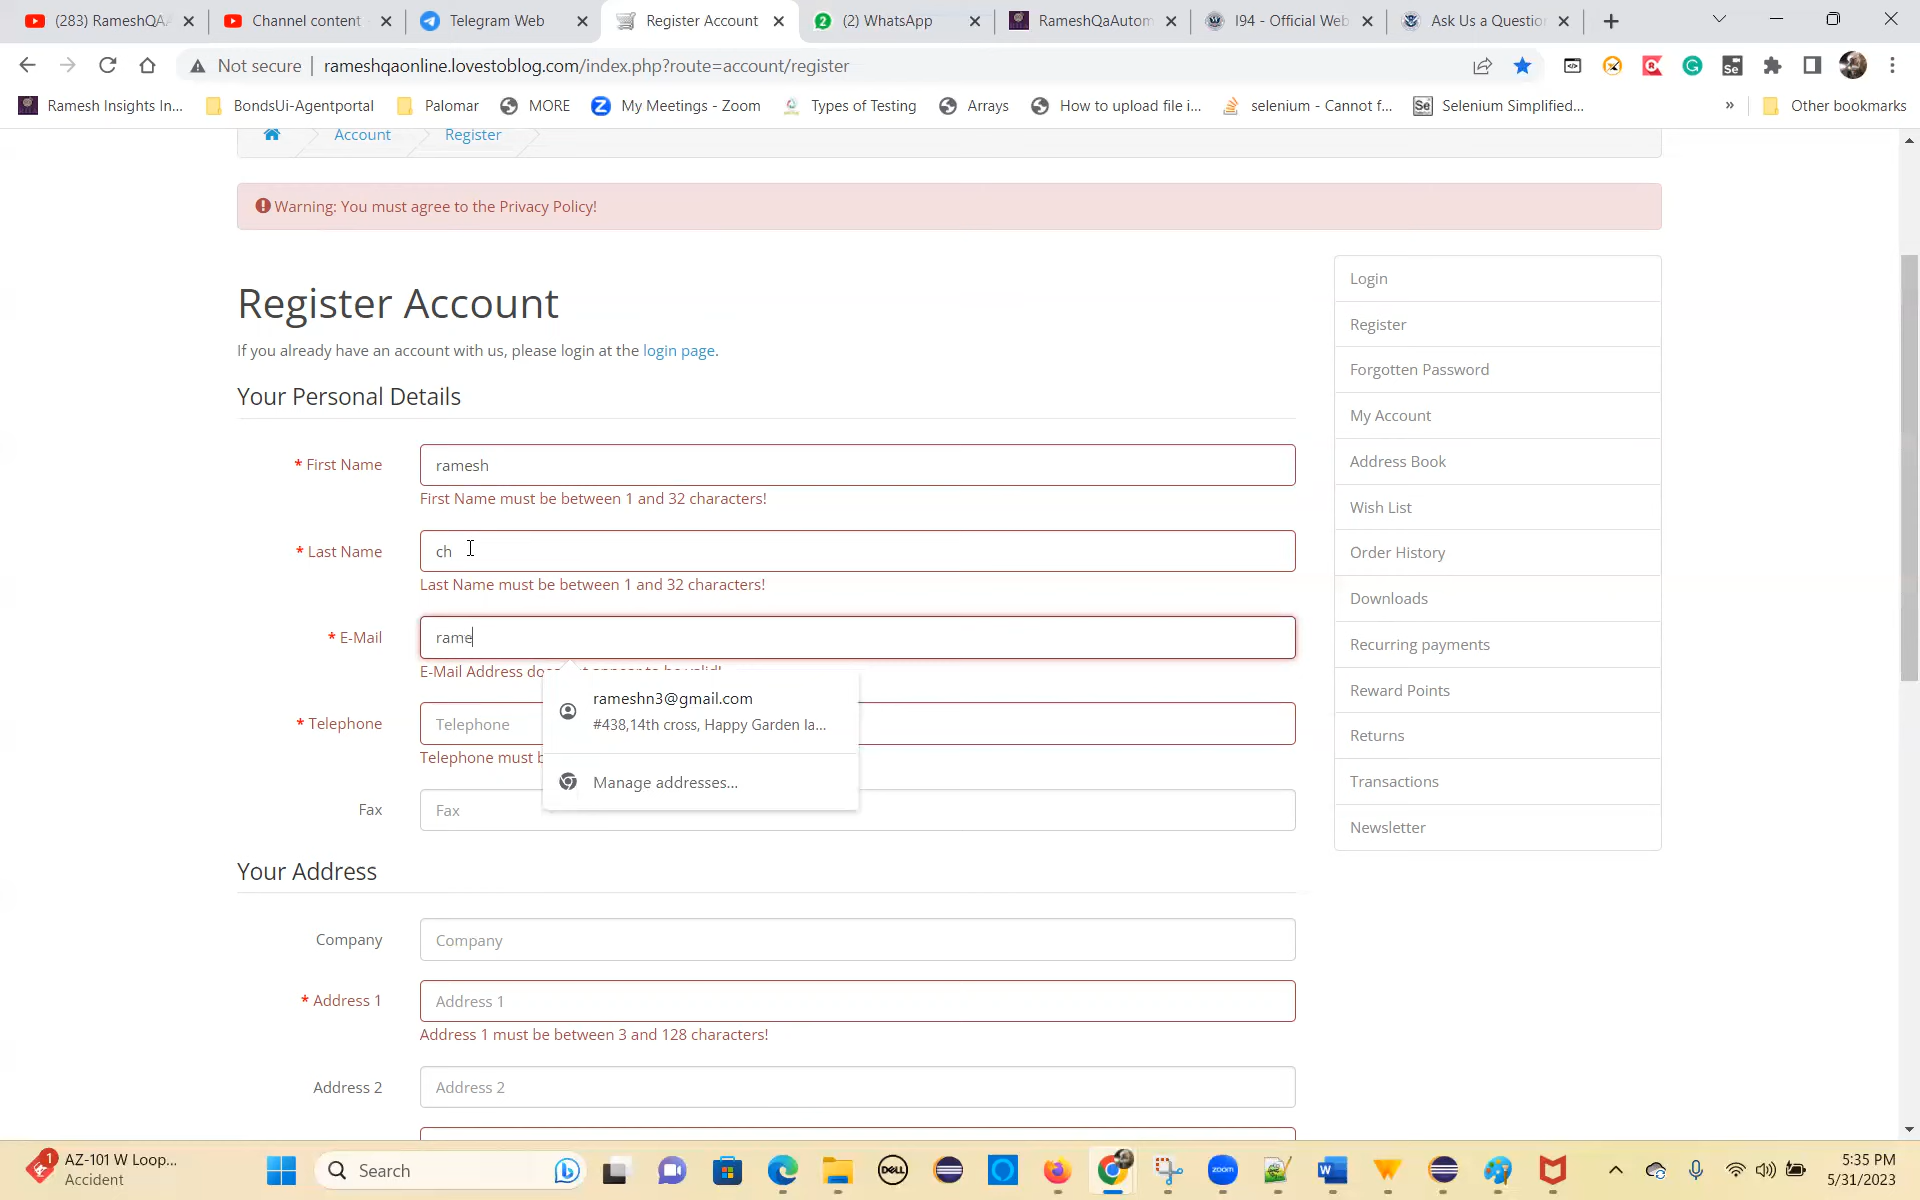 (283) RameshQA
Channel content
Telegram Web
Register Account
(2) WhatsApp
RameshQaAutom
I94 - Official Web
Ask Us a Questio
Not secure
rameshqaonline.lovestoblog.com/index.php?route=account/register
Ramesh Insights In...
BondsUi-Agentportal
Palomar
MORE
My Meetings - Zoom
Types of Testing
Arrays
How to upload file i...
selenium - Cannot f...
Selenium Simplified...
»
Other bookmarks
Account
Register
Warning: You must agree to the Privacy Policy!
Register Account
If you already have an account with us, please login at the login page.
Your Personal Details
* First Name
ramesh
First Name must be between 1 and 32 characters!
* Last Name
ch
Last Name must be between 1 and 32 characters!
* E-Mail
rame
E-Mail Address
rameshn3@gmail.com
#438,14th cross, Happy Garden la...
Manage addresses...
* Telephone
Telephone
Telephone must
Fax
Fax
Your Address
Company
Company
* Address 1
Address 1
Address 1 must be between 3 and 128 characters!
Address 2
Address 2
Login
Register
Forgotten Password
My Account
Address Book
Wish List
Order History
Downloads
Recurring payments
Reward Points
Returns
Transactions
Newsletter
1
AZ-101 W Loop...
Accident
Search
DELL
zoom
W
5:35 PM
5/31/2023